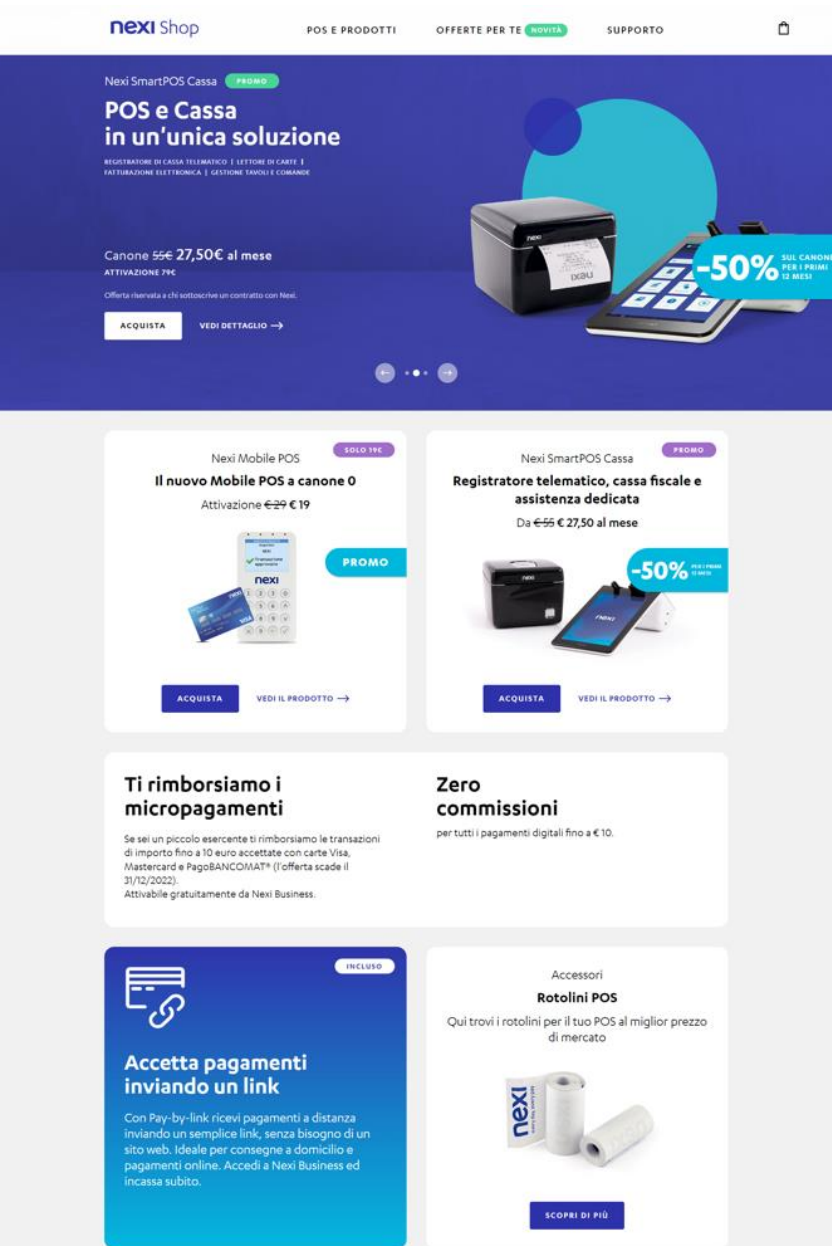 nexi Shop
POS E PRODOTTI
OFFERTE PER TE NOVITÀ
SUPPORTO
Nexi SmartPOS Cassa PROMO
POS e Cassa
in un'unica soluzione
REGISTRATORE DI CASSA TELEMATICO | LETTORE DI CARTE |
FATTURAZIONE ELETTRONICA | GESTIONE TAVOLI E COMANDE
Canone 55€ 27,50€ al mese
ATTIVAZIONE 79€
Offerta riservata a chi sottoscrive un contratto con Nexi.
ACQUISTA
VEDI DETTAGLIO →
nexi
nexi
-50% SUL CANONE
PER I PRIMI
12 MESI
SOLO 19€
Nexi Mobile POS
Il nuovo Mobile POS a canone 0
Attivazione € 29 € 19
nexi
VISA
PROMO
ACQUISTA
VEDI IL PRODOTTO →
PROMO
Nexi SmartPOS Cassa
Registratore telematico, cassa fiscale e
assistenza dedicata
Da € 55 € 27,50 al mese
nexi
nexi
-50% PER I PRIMI
12 MESI
ACQUISTA
VEDI IL PRODOTTO →
Ti rimborsiamo i
micropagamenti
Se sei un piccolo esercente ti rimborsiamo le transazioni
di importo fino a 10 euro accettate con carte Visa,
Mastercard e PagoBANCOMAT® (l'offerta scade il
31/12/2022).
Attivabile gratuitamente da Nexi Business.
Zero
commissioni
per tutti i pagamenti digitali fino a € 10.
INCLUSO
Accetta pagamenti
inviando un link
Con Pay-by-link ricevi pagamenti a distanza
inviando un semplice link, senza bisogno di un
sito web. Ideale per consegne a domicilio e
pagamenti online. Accedi a Nexi Business ed
incassa subito.
Accessori
Rotolini POS
Qui trovi i rotolini per il tuo POS al miglior prezzo
di mercato
nexi
SCOPRI DI PIÙ